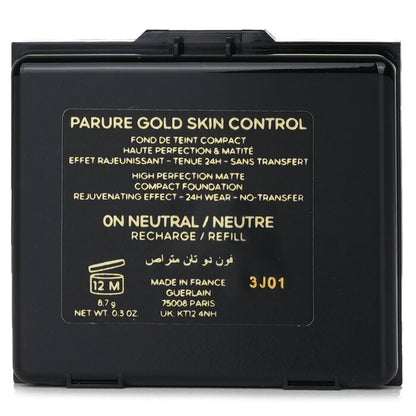 PARURE GOLD SKIN CONTROL
FOND DE TEINT COMPACT
HAUTE PERFECTION & MATITÉ
EFFET RAJEUNISSANT - TENUE 24H - SANS TRANSFERT
HIGH PERFECTION MATTE
COMPACT FOUNDATION
REJUVENATING EFFECT - 24H WEAR - NO-TRANSFER
0N NEUTRAL / NEUTRE
RECHARGE / REFILL
فون دو تان متراص
12 M
8.7 g
NET WT. 0.3 OZ.
MADE IN FRANCE
GUERLAIN
75008 PARIS
UK: KT12 4NH
3J01